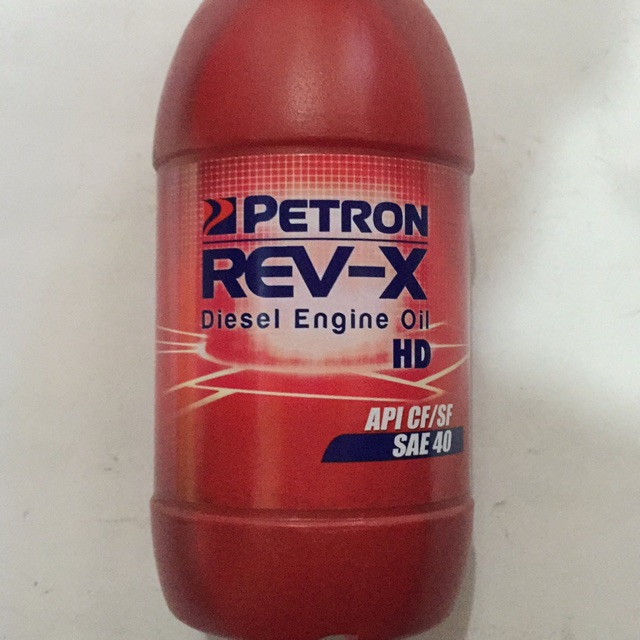 PETRON
REV-X
Diesel Engine Oil
HD
API CF/SF
SAE 40